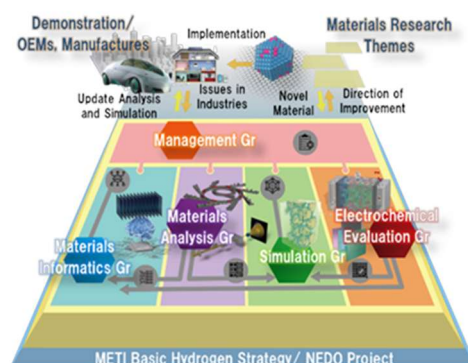 Demonstration/
OEMs, Manufactures
Implementation
Materials Research
Themes
Update Analysis
and Simulation
Issues in
Industries
Novel
Material
Direction of
Improvement
Management Gr
Materials
Informatics Gr
Materials
Analysis Gr
Simulation Gr
Electrochemical
Evaluation Gr
METI Basic Hydrogen Strategy/ NEDO Project